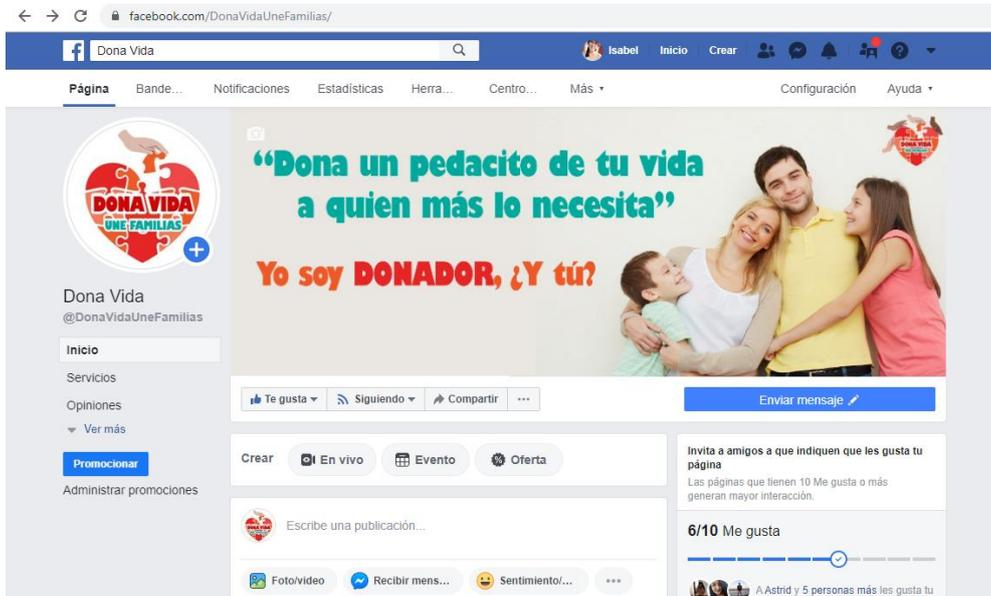 facebook.com/DonaVidaUneFamilias/
Dona Vida
Isabel Inicio Crear
Página Bande... Notificaciones Estadísticas Herra... Centro... Más Configuración Ayuda
DONA VIDA
UNE FAMILIAS
“Dona un pedacito de tu vida
a quien más lo necesita”
Yo soy DONADOR, ¿Y tú?
Dona Vida
@DonaVidaUneFamilias
Inicio
Servicios
Opiniones
Ver más
Promocionar
Administrar promociones
Te gusta Siguiendo Compartir ...
Enviar mensaje
Crear En vivo Evento Oferta
Escribe una publicación...
Foto/video Recibir mens... Sentimiento/... ...
Invita a amigos a que indiquen que les gusta tu
página
Las páginas que tienen 10 Me gusta o más
generan mayor interacción.
6/10 Me gusta
A Astrid y 5 personas más les gusta tu